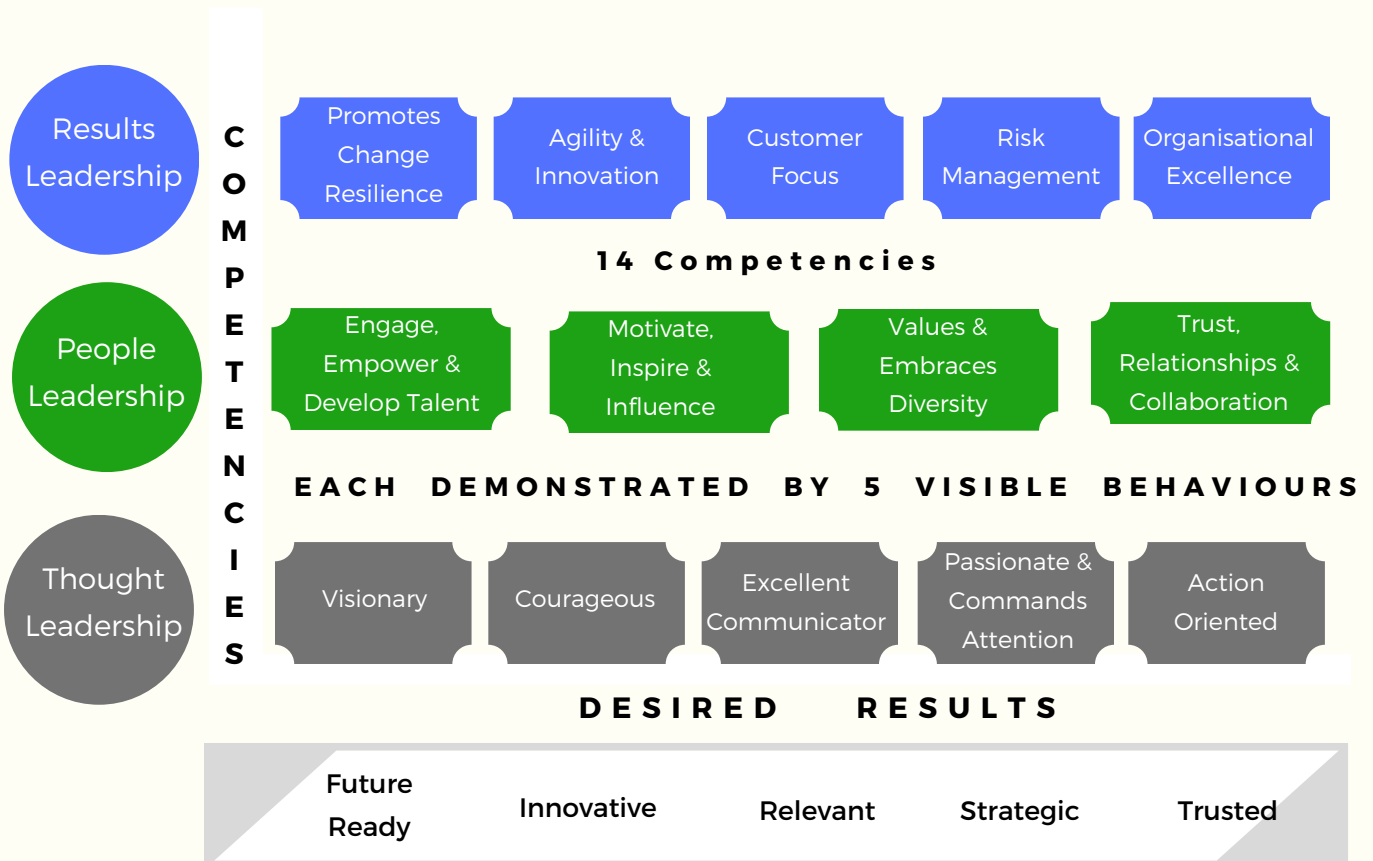 Results
Leadership
C
O
M
P
E
T
E
N
C
I
E
S
Promotes
Change
Resilience
Agility &
Innovation
Customer
Focus
Risk
Management
Organisational
Excellence
14 Competencies
People
Leadership
Engage,
Empower &
Develop Talent
Motivate,
Inspire &
Influence
Values &
Embraces
Diversity
Trust,
Relationships &
Collaboration
EACH DEMONSTRATED BY 5 VISIBLE BEHAVIOURS
Thought
Leadership
Visionary
Courageous
Excellent
Communicator
Passionate &
Commands
Attention
Action
Oriented
DESIRED RESULTS
Future
Ready
Innovative
Relevant
Strategic
Trusted